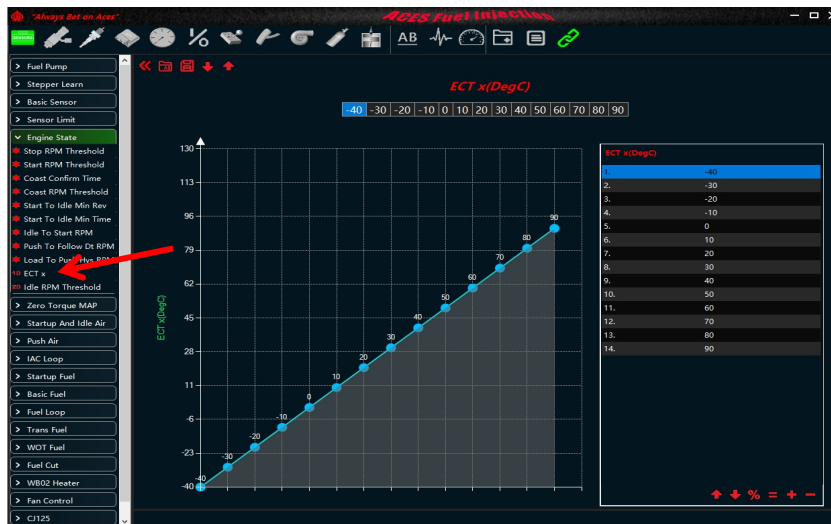 "Always Bet on Aces"
ACES Fuel Injection
AB
> Fuel Pump
> Stepper Learn
> Basic Sensor
> Sensor Limit
Engine State
Stop RPM Threshold
Start RPM Threshold
Coast Confirm Time
Coast RPM Threshold
Start To Idle Min Rev
Start To Idle Min Time
Idle To Start RPM
Push To Follow Dt RPM
Load To Push Hys RPM
1D ECT x
2D Idle RPM Threshold
> Zero Torque MAP
> Startup And Idle Air
> Push Air
> IAC Loop
> Startup Fuel
> Basic Fuel
> Fuel Loop
> Trans Fuel
> WOT Fuel
> Fuel Cut
> WB02 Heater
> Fan Control
> CJ125
ECT x(DegC)
-40 -30 -20 -10 0 10 20 30 40 50 60 70 80 90
130
113
96
79
62
45
28
11
-6
-23
-40
ECT x(DegC)
-40
-30
-20
-10
0
10
20
30
40
50
60
70
80
90
ECT x(DegC)
1. -40
2. -30
3. -20
4. -10
5. 0
6. 10
7. 20
8. 30
9. 40
10. 50
11. 60
12. 70
13. 80
14. 90
% = + −